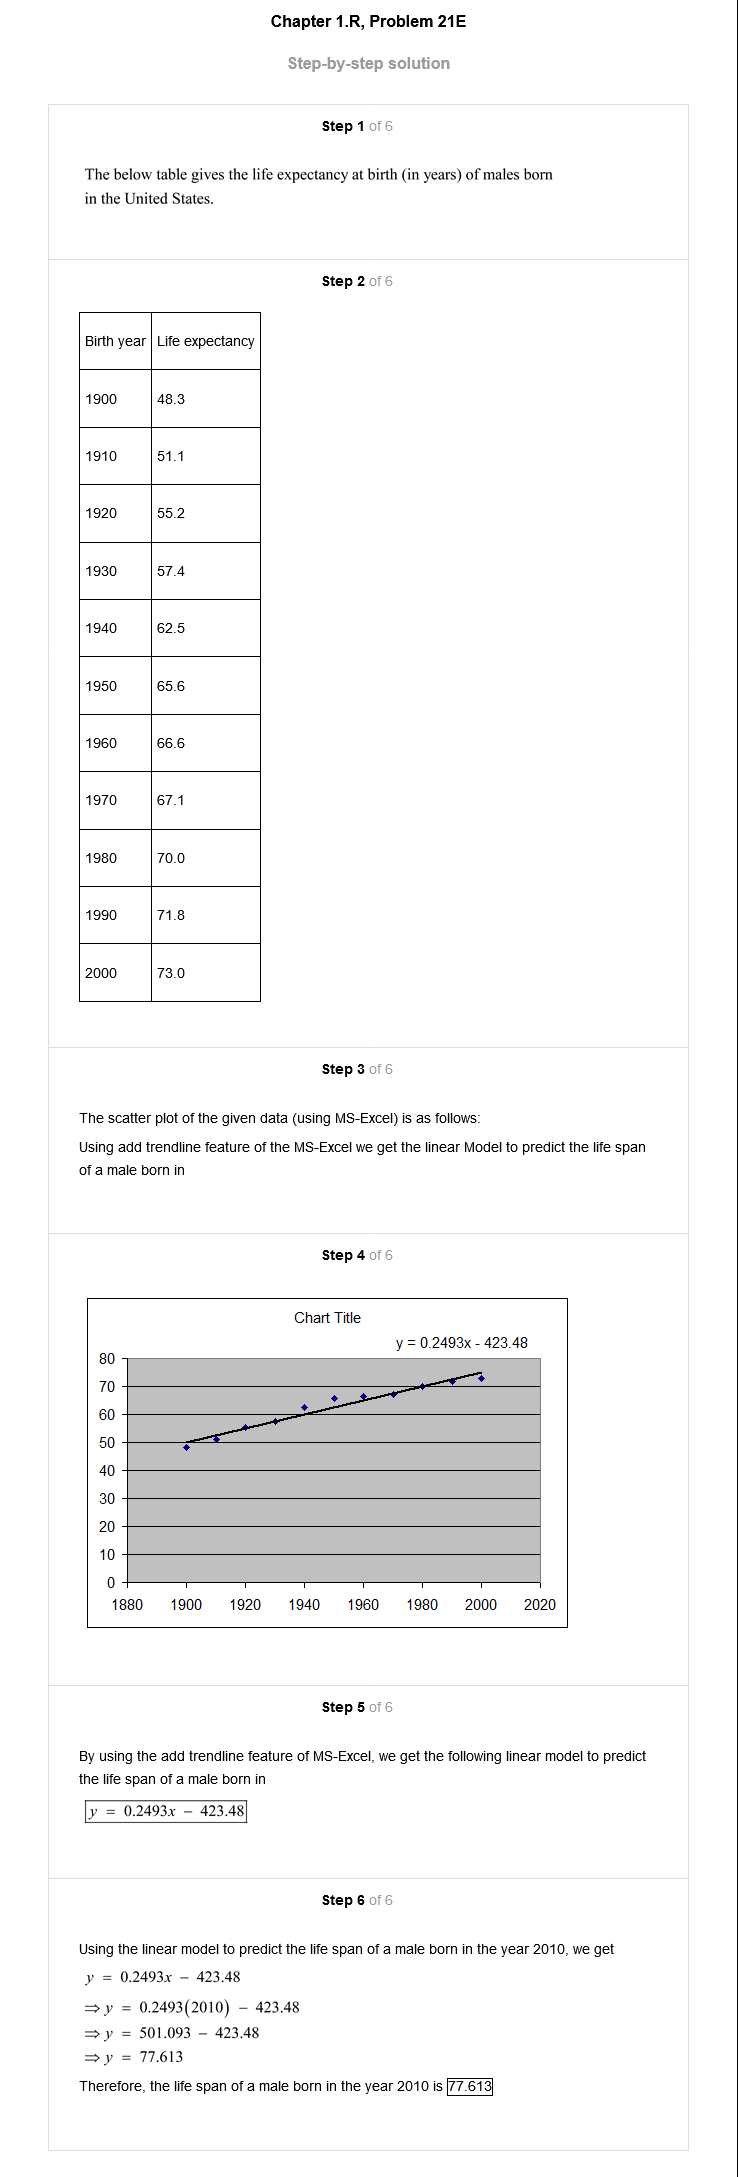 Chapter 1.R, Problem 21E
Step-by-step solution
Step 1 of 6
The below table gives the life expectancy at birth (in years) of males born
in the United States.
Step 2 of 6
Birth year Life expectancy
1900 48.3
1910 51.1
1920 55.2
1930 57.4
1940 62.5
1950 65.6
1960 66.6
1970 67.1
1980 70.0
1990 71.8
2000 73.0
Step 3 of 6
The scatter plot of the given data (using MS-Excel) is as follows:
Using add trendline feature of the MS-Excel we get the linear Model to predict the life span
of a male born in
Step 4 of 6
Chart Title
y = 0.2493x - 423.48
80
70
60
50
40
30
20
10
0
1880 1900 1920 1940 1960 1980 2000 2020
Step 5 of 6
By using the add trendline feature of MS-Excel, we get the following linear model to predict
the life span of a male born in
y = 0.2493x − 423.48
Step 6 of 6
Using the linear model to predict the life span of a male born in the year 2010, we get
y = 0.2493x − 423.48
⇒ y = 0.2493(2010) − 423.48
⇒ y = 501.093 − 423.48
⇒ y = 77.613
Therefore, the life span of a male born in the year 2010 is 77.613